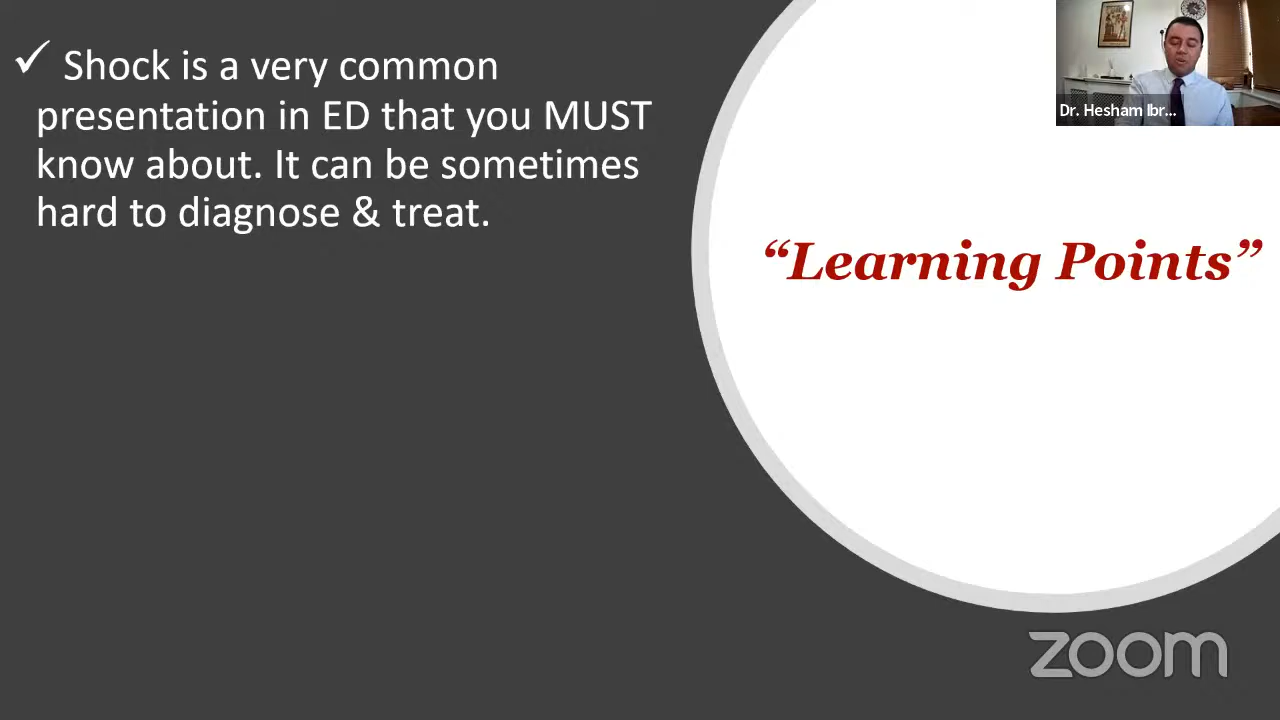 ✓ Shock is a very common
presentation in ED that you MUST
know about. It can be sometimes
hard to diagnose & treat.
“Learning Points”
Dr. Hesham Ibr...
zoom